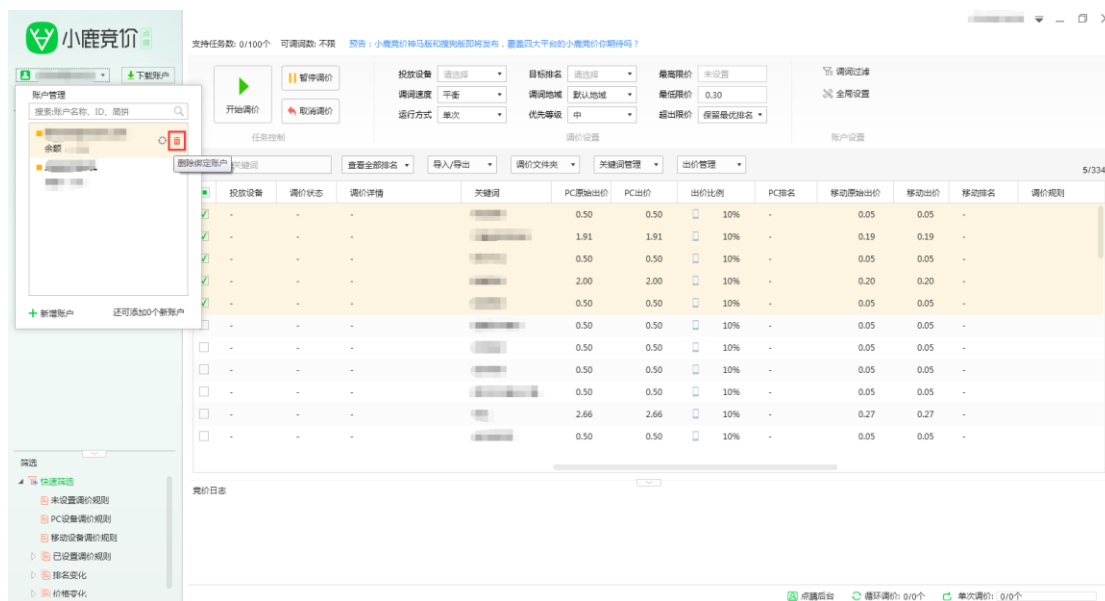 小鹿竞价
支持任务数: 0/100个 可调词数: 不限 预告：小鹿竞价神马版和搜狗版即将发布，覆盖四大平台的小鹿竞价你期待吗？
下载账户
账户管理
搜索:账户名称、ID、简拼
余额
删除绑定账户
新增账户 还可添加0个新账户
开始调价
暂停调价
取消调价
任务控制
投放设备 请选择 目标排名 请选择 最高限价 未设置
调词速度 平衡 调词地域 默认地域 最低限价 0.30
运行方式 单次 优先等级 中 超出限价 保留最优排名
调价设置
调词过滤
全局设置
账户设置
关键词 查看全部排名 导入/导出 调价文件夹 关键词管理 出价管理
5/334
投放设备 调价状态 调价详情 关键词 PC原始出价 PC出价 出价比例 PC排名 移动原始出价 移动出价 移动排名 调价规则
- - - 0.50 0.50 10% - 0.05 0.05 -
- - - 1.91 1.91 10% - 0.19 0.19 -
- - - 0.50 0.50 10% - 0.05 0.05 -
- - - 2.00 2.00 10% - 0.20 0.20 -
- - - 0.50 0.50 10% - 0.05 0.05 -
- - - 0.50 0.50 10% - 0.05 0.05 -
- - - 0.50 0.50 10% - 0.05 0.05 -
- - - 0.50 0.50 10% - 0.05 0.05 -
- - - 0.50 0.50 10% - 0.05 0.05 -
- - - 2.66 2.66 10% - 0.27 0.27 -
- - - 0.50 0.50 10% - 0.05 0.05 -
筛选
快速筛选
未设置调价规则
PC设备调价规则
移动设备调价规则
已设置调价规则
排名变化
价格变化
竞价日志
点睛后台 循环调价: 0/0个 单次调价: 0/0个